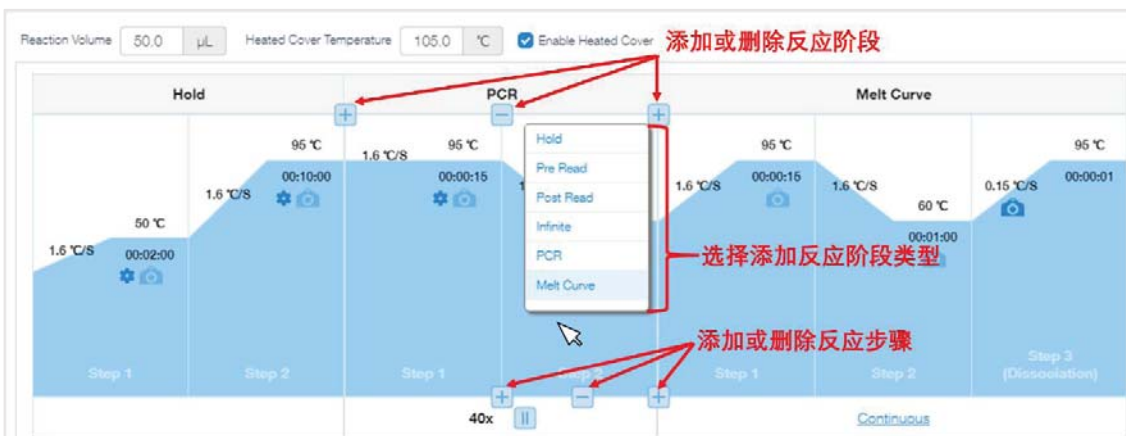 Reaction Volume 50.0 µL Heated Cover Temperature 105.0 ℃ Enable Heated Cover 添加或删除反应阶段
Hold PCR Melt Curve
95 ℃ 95 ℃ 95 ℃ 95 ℃
1.6 ℃/S
00:10:00 00:00:15 00:00:15 00:00:01
1.6 ℃/S 1.6 ℃/S 1.6 ℃/S 0.15 ℃/S
Hold
Pre Read
Post Read
Infinite
PCR
Melt Curve
50 ℃ 60 ℃
1.6 ℃/S 00:02:00 00:01:00
选择添加反应阶段类型
添加或删除反应步骤
Step 1 Step 2 Step 1 Step 2 Step 1 Step 2 Step 3
(Dissociation)
40x Continuous